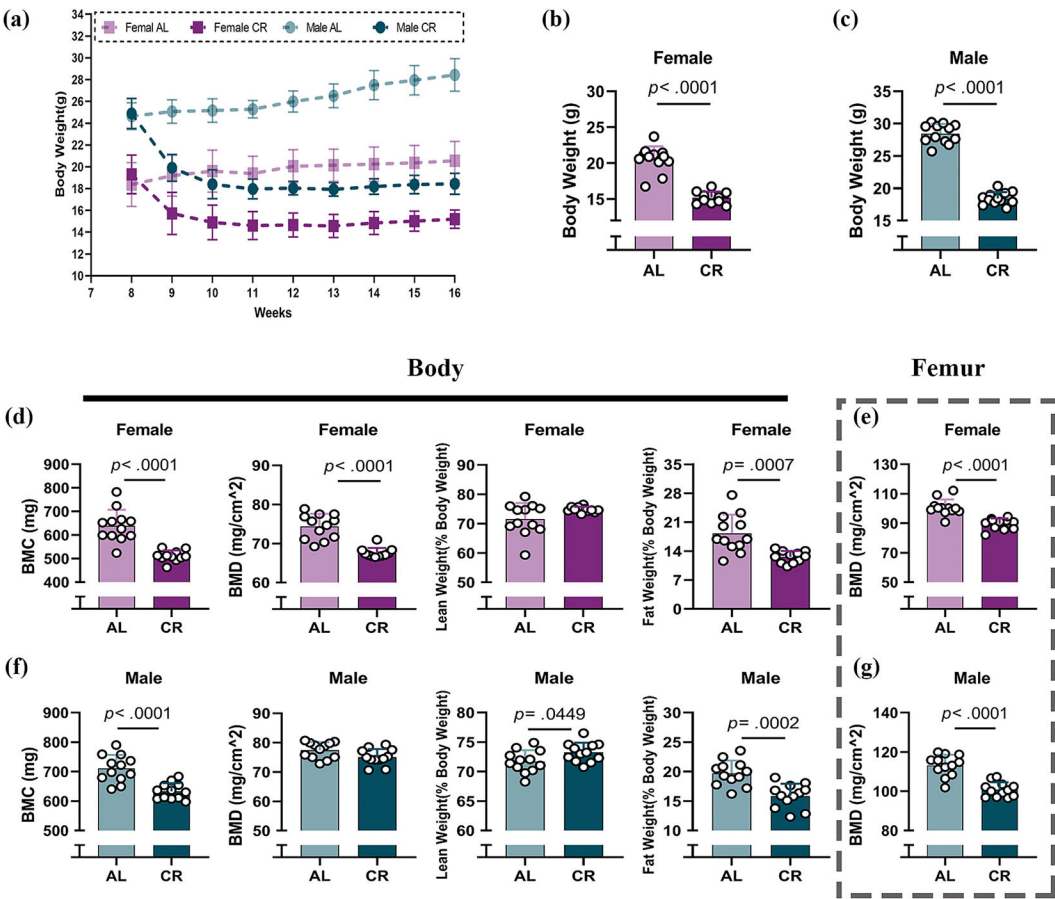 (a)
Femal AL Female CR Male AL Male CR
34
32
30
28
26
24
22
20
18
16
14
12
10
Body Weight(g)
7 8 9 10 11 12 13 14 15 16
Weeks
(b)
Female
p< .0001
30
25
20
15
Body Weight (g)
AL CR
(c)
Male
p< .0001
35
30
25
20
15
Body Weight (g)
AL CR
Body
Femur
(d)
Female
p< .0001
900
800
700
600
500
400
BMC (mg)
AL CR
Female
p< .0001
90
80
70
60
BMD (mg/cm^2)
AL CR
Female
90
80
70
60
50
Lean Weight(% Body Weight)
AL CR
Female
p= .0007
35
28
21
14
7
0
Fat Weight(% Body Weight)
AL CR
(e)
Female
p< .0001
130
110
90
70
50
BMD (mg/cm^2)
AL CR
(f)
Male
p< .0001
900
800
700
600
500
BMC (mg)
AL CR
Male
90
80
70
60
50
BMD (mg/cm^2)
AL CR
Male
p= .0449
85
80
75
70
65
60
Lean Weight(% Body Weight)
AL CR
Male
p= .0002
30
25
20
15
10
Fat Weight(% Body Weight)
AL CR
(g)
Male
p< .0001
140
120
100
80
BMD (mg/cm^2)
AL CR